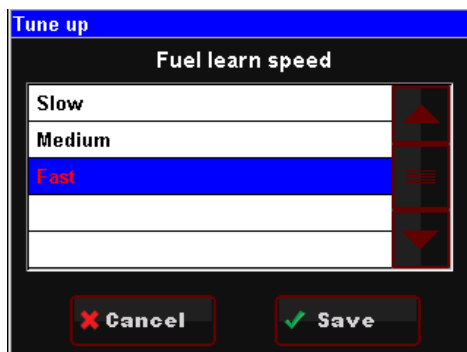 Tune up
Fuel learn speed
Slow
Medium
Fast
Cancel
Save